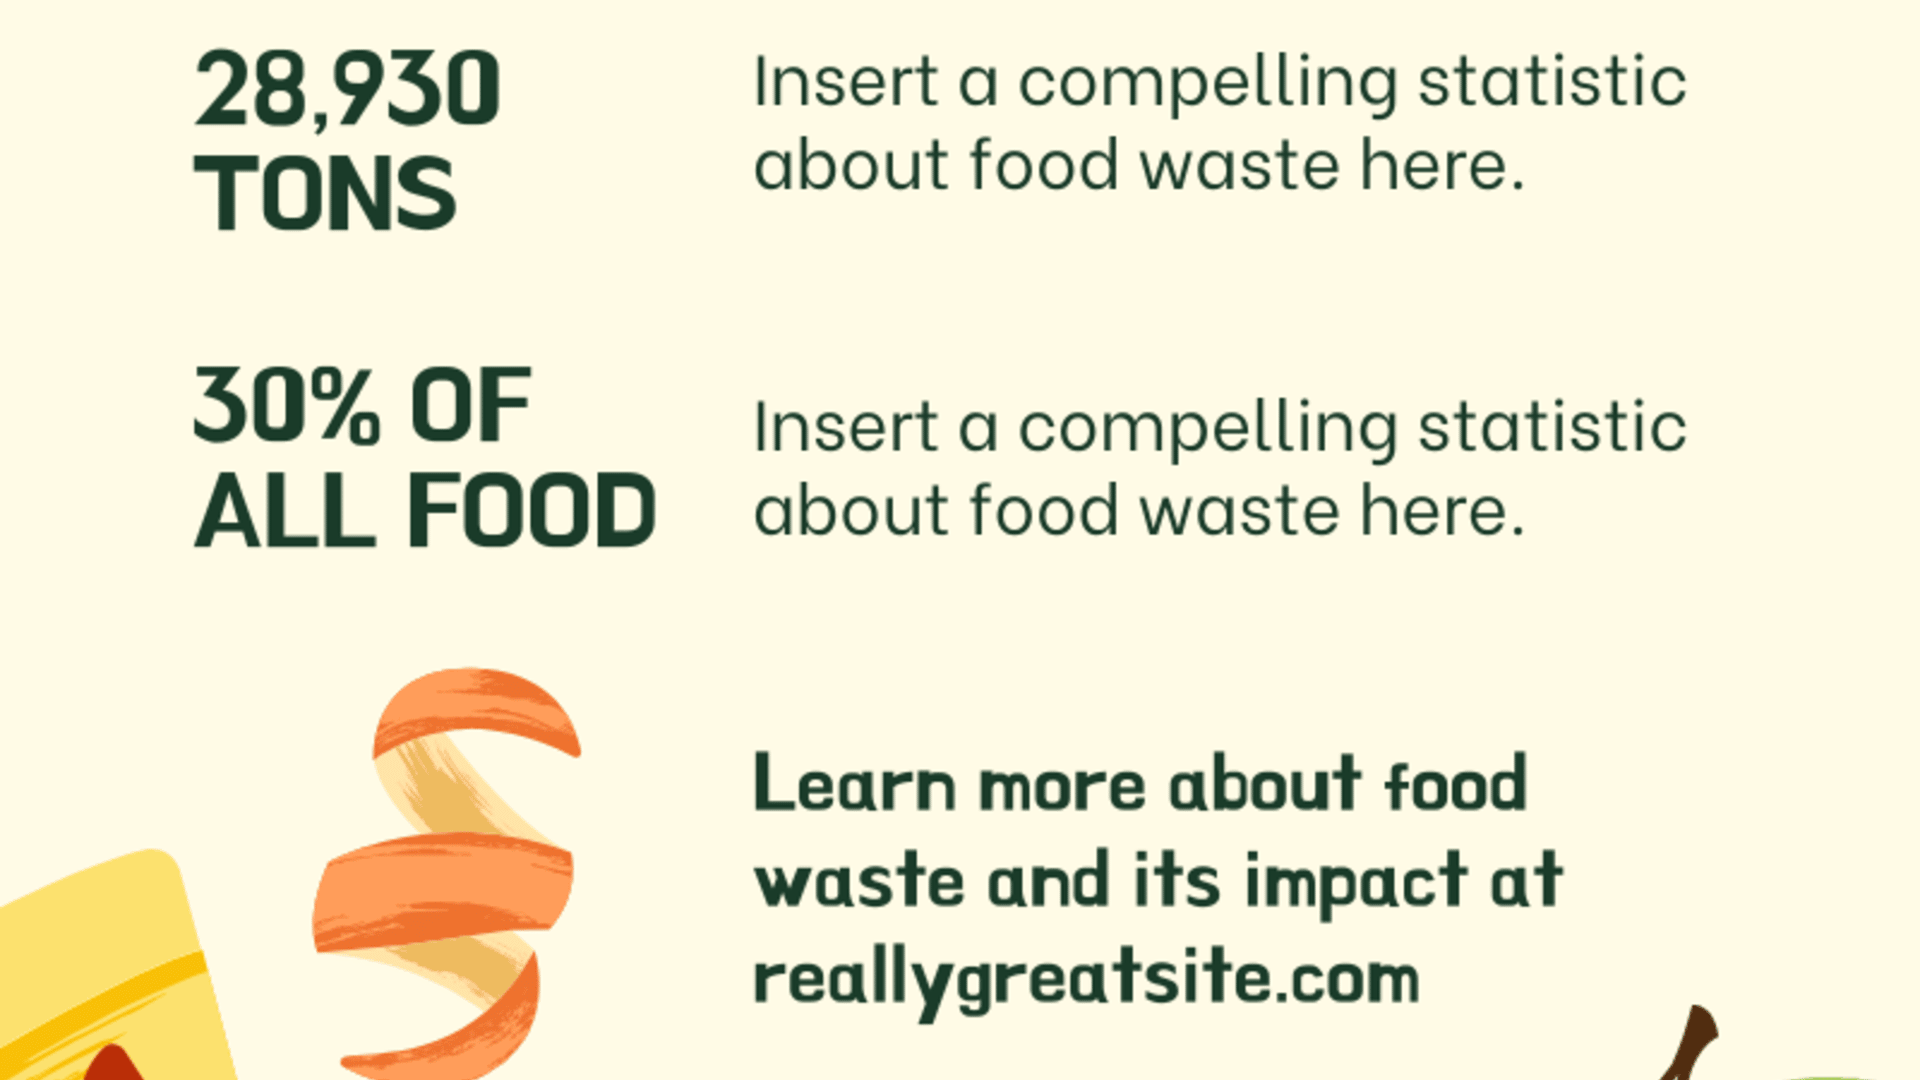 28,930
TONS
Insert a compelling statistic
about food waste here.
30% OF
ALL FOOD
Insert a compelling statistic
about food waste here.
Learn more about food
waste and its impact at
reallygreatsite.com